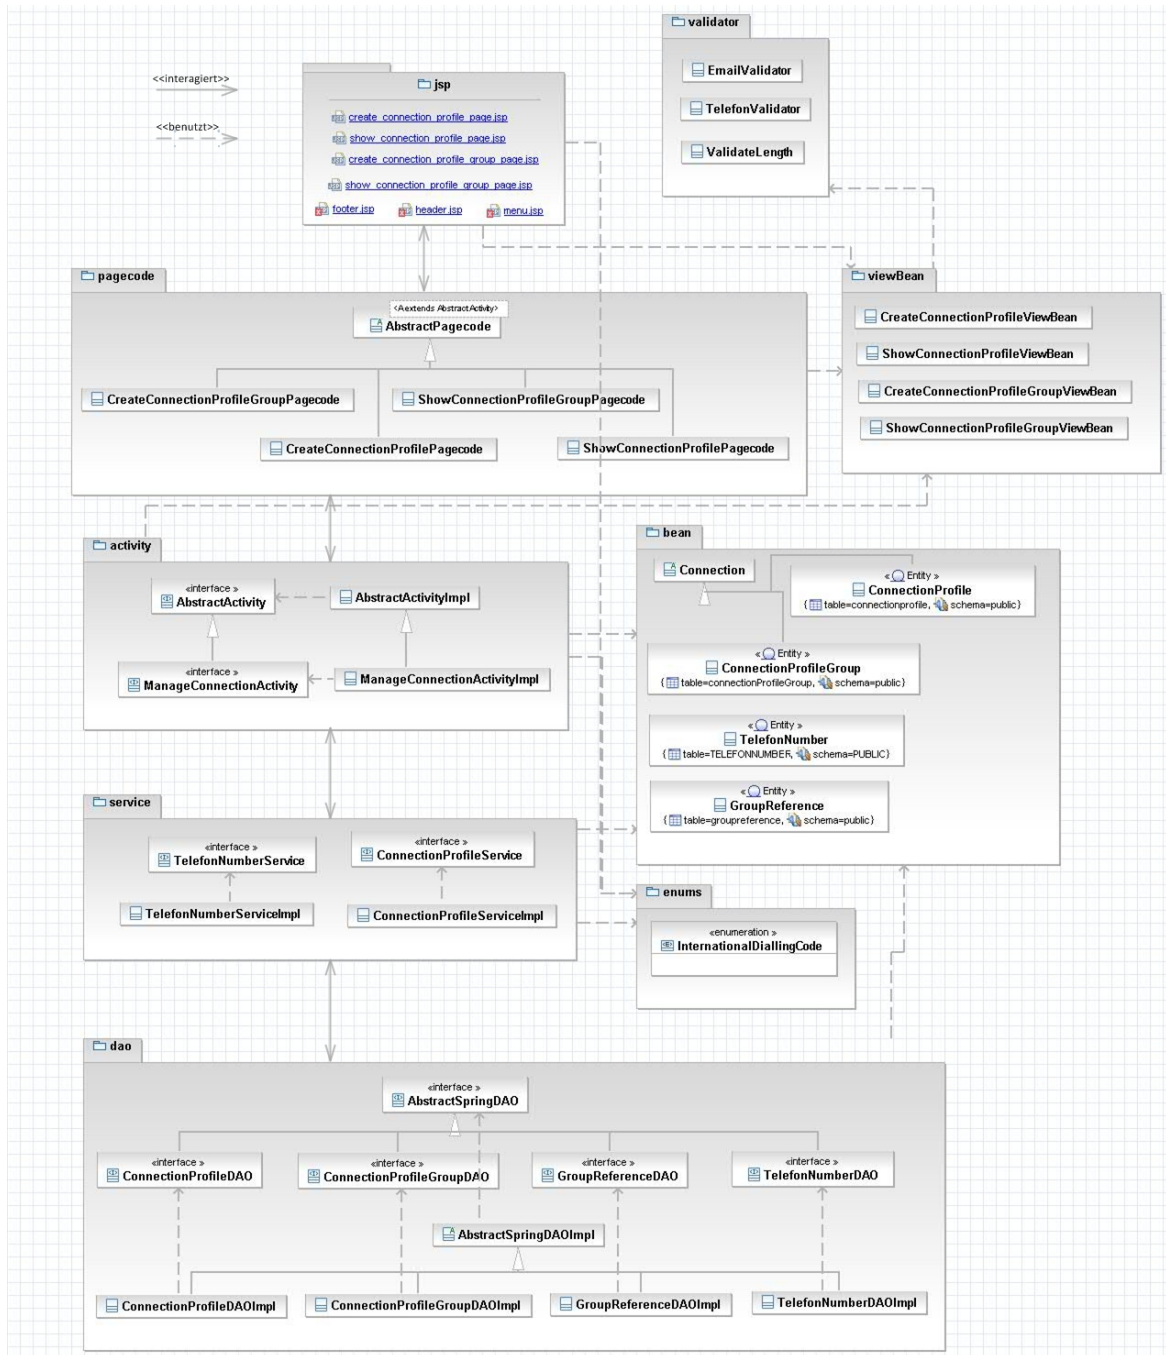 validator
EmailValidator
TelefonValidator
ValidateLength
<<interagiert>>
<<benutzt>>
jsp
create_connection_profile_page.jsp
show_connection_profile_page.jsp
create_connection_profile_group_page.jsp
show_connection_profile_group_page.jsp
footer.jsp header.jsp menu.jsp
pagecode
<A extends AbstractActivity>
AbstractPagecode
CreateConnectionProfileGroupPagecode
ShowConnectionProfileGroupPagecode
CreateConnectionProfilePagecode
ShowConnectionProfilePagecode
viewBean
CreateConnectionProfileViewBean
ShowConnectionProfileViewBean
CreateConnectionProfileGroupViewBean
ShowConnectionProfileGroupViewBean
activity
«interface »
AbstractActivity
AbstractActivityImpl
«interface »
ManageConnectionActivity
ManageConnectionActivityImpl
bean
Connection
« Entity »
ConnectionProfile
{ table=connectionprofile, schema=public}
« Entity »
ConnectionProfileGroup
{ table=connectionProfileGroup, schema=public}
« Entity »
TelefonNumber
{ table=TELEFONNUMBER, schema=PUBLIC}
« Entity »
GroupReference
{ table=groupreference, schema=public}
service
«interface »
TelefonNumberService
«interface »
ConnectionProfileService
TelefonNumberServiceImpl
ConnectionProfileServiceImpl
enums
«enumeration »
InternationalDiallingCode
dao
«interface »
AbstractSpringDAO
«interface »
ConnectionProfileDAO
«interface »
ConnectionProfileGroupDAO
«interface »
GroupReferenceDAO
«interface »
TelefonNumberDAO
AbstractSpringDAOImpl
ConnectionProfileDAOImpl
ConnectionProfileGroupDAOImpl
GroupReferenceDAOImpl
TelefonNumberDAOImpl